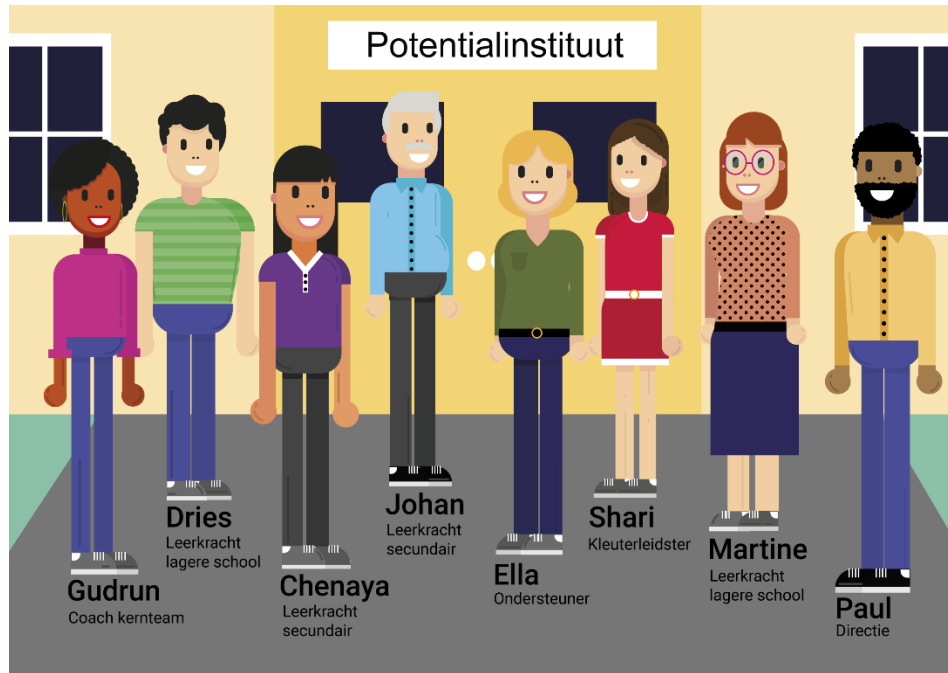 Potentialinstituut
Gudrun
Coach kernteam
Dries
Leerkracht
lagere school
Chenaya
Leerkracht
secundair
Johan
Leerkracht
secundair
Ella
Ondersteuner
Shari
Kleuterleidster
Martine
Leerkracht
lagere school
Paul
Directie